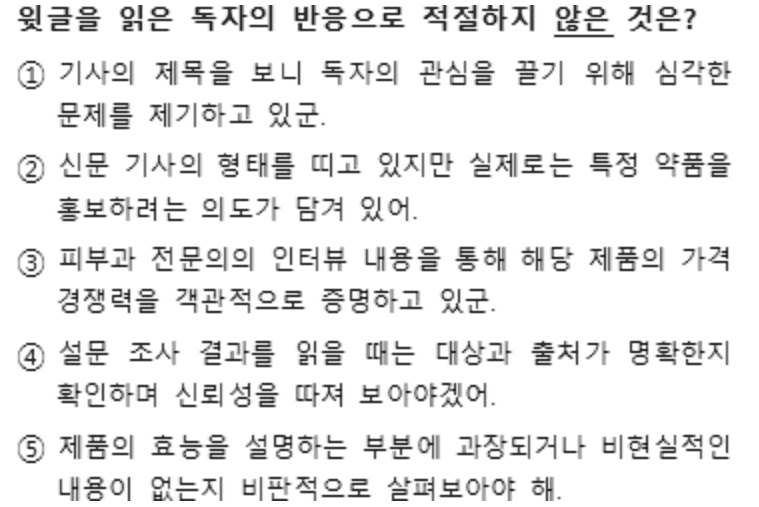 윗글을 읽은 독자의 반응으로 적절하지 않은 것은?
① 기사의 제목을 보니 독자의 관심을 끌기 위해 심각한
문제를 제기하고 있군.
② 신문 기사의 형태를 띠고 있지만 실제로는 특정 약품을
홍보하려는 의도가 담겨 있어.
③ 피부과 전문의의 인터뷰 내용을 통해 해당 제품의 가격
경쟁력을 객관적으로 증명하고 있군.
④ 설문 조사 결과를 읽을 때는 대상과 출처가 명확한지
확인하며 신뢰성을 따져 보아야겠어.
⑤ 제품의 효능을 설명하는 부분에 과장되거나 비현실적인
내용이 없는지 비판적으로 살펴보아야 해.